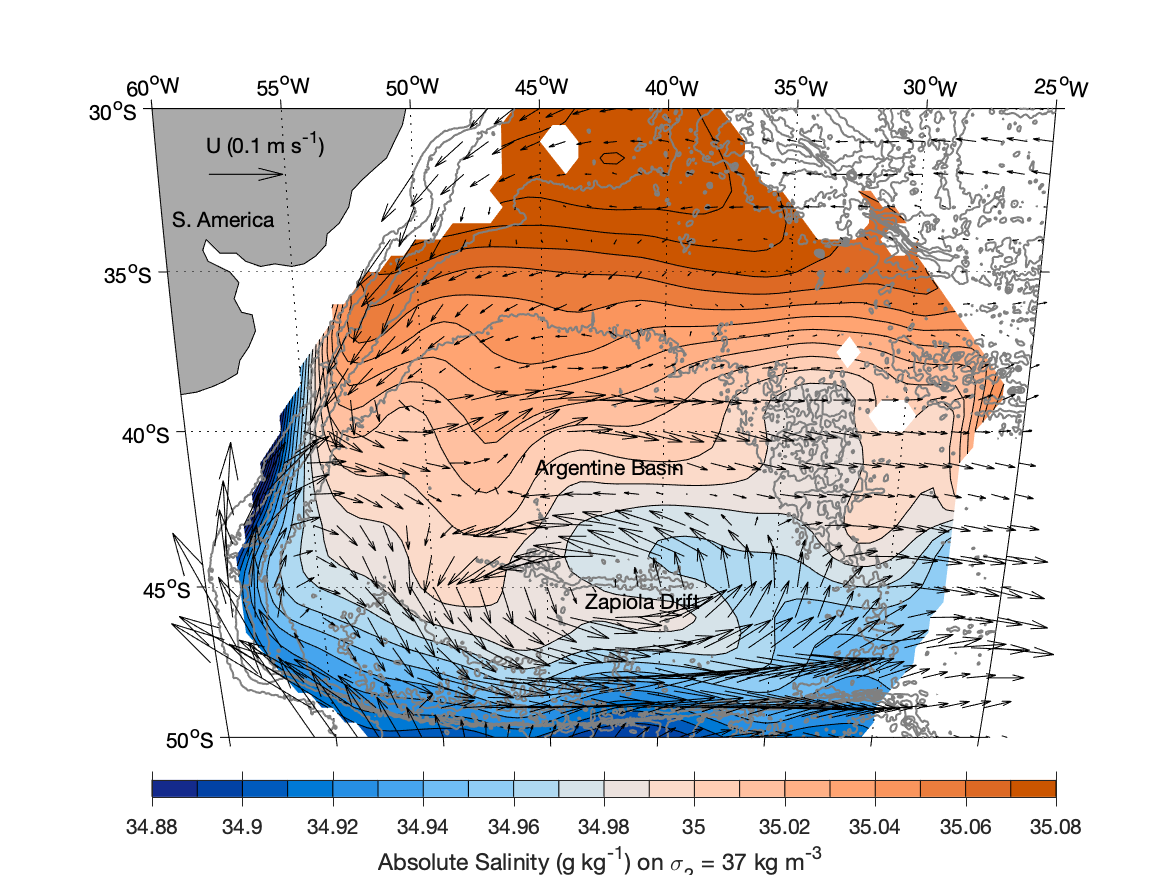 60°W 55°W 50°W 45°W 40°W 35°W 30°W 25°W
30°S
U (0.1 m s⁻¹)
S. America
35°S
40°S
Argentine Basin
45°S
Zapiola Drift
50°S
34.88 34.9 34.92 34.94 34.96 34.98 35 35.02 35.04 35.06 35.08
Absolute Salinity (g kg⁻¹) on σ₂ = 37 kg m⁻³